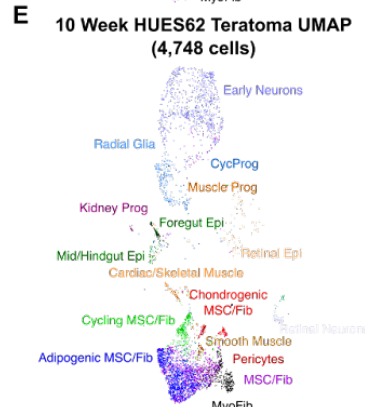 E
10 Week HUES62 Teratoma UMAP
(4,748 cells)
Early Neurons
Radial Glia
CycProg
Muscle Prog
Kidney Prog
Foregut Epi
Mid/Hindgut Epi
Retinal Epi
Cardiac/Skeletal Muscle
Chondrogenic
MSC/Fib
Cycling MSC/Fib
Retinal Neurons
Smooth Muscle
Adipogenic MSC/Fib
Pericytes
MSC/Fib
MyoFib